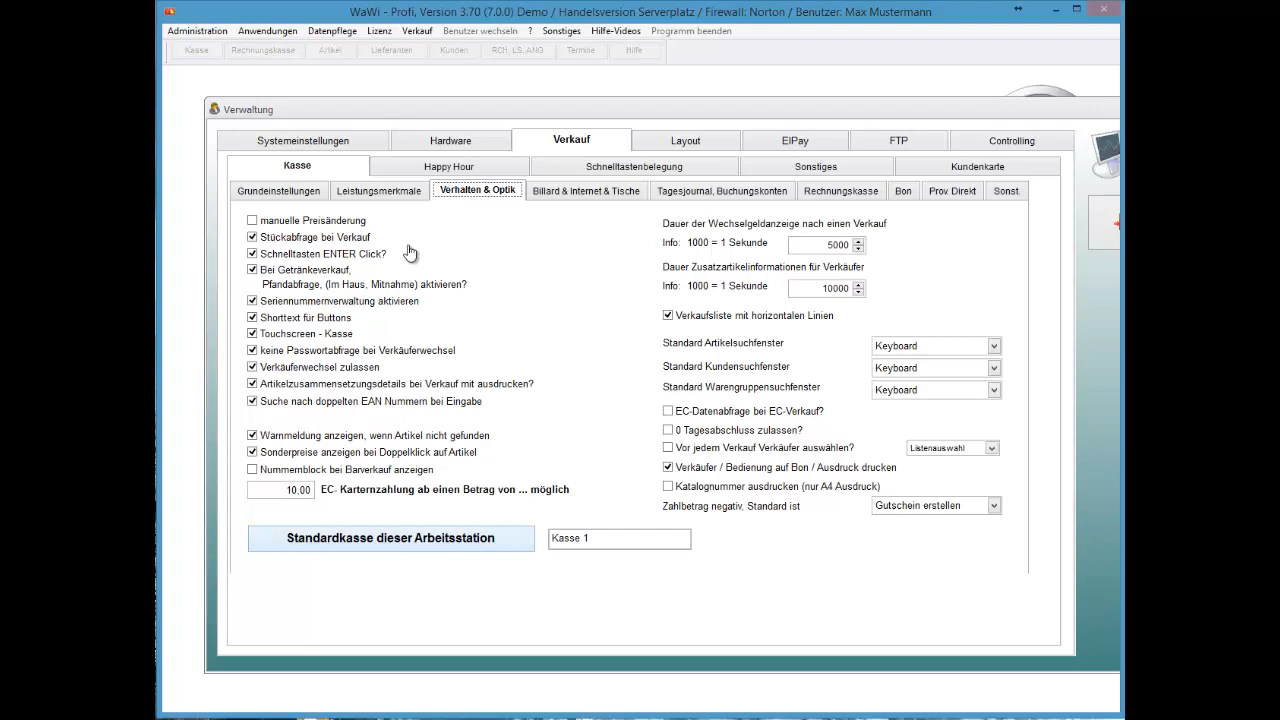 WaWi - Profi, Version 3.70 (7.0.0) Demo / Handelsversion Serverplatz / Firewall: Norton / Benutzer: Max Mustermann
Administration Anwendungen Datenpflege Lizenz Verkauf Benutzer wechseln ? Sonstiges Hilfe-Videos Programm beenden
Kasse Rechnungskasse Artikel Lieferanten Kunden RCH, LS, ANG Termine Hilfe
Verwaltung
Systemeinstellungen Hardware Verkauf Layout ElPay FTP Controlling
Kasse Happy Hour Schnelltastenbelegung Sonstiges Kundenkarte
Grundeinstellungen Leistungsmerkmale Verhalten & Optik Billard & Internet & Tische Tagesjournal, Buchungskonten Rechnungskasse Bon Prov. Direkt Sonst.
manuelle Preisänderung
Stückabfrage bei Verkauf
Schnelltasten ENTER Click?
Bei Getränkeverkauf,
Pfandabfrage, (Im Haus, Mitnahme) aktivieren?
Seriennummernverwaltung aktivieren
Shorttext für Buttons
Touchscreen - Kasse
keine Passwortabfrage bei Verkäuferwechsel
Verkäuferwechsel zulassen
Artikelzusammensetzungsdetails bei Verkauf mit ausdrucken?
Suche nach doppelten EAN Nummern bei Eingabe
Warnmeldung anzeigen, wenn Artikel nicht gefunden
Sonderpreise anzeigen bei Doppelklick auf Artikel
Nummernblock bei Barverkauf anzeigen
10,00 EC- Karternzahlung ab einen Betrag von ... möglich
Standardkasse dieser Arbeitsstation Kasse 1
Dauer der Wechselgeldanzeige nach einen Verkauf
Info: 1000 = 1 Sekunde 5000
Dauer Zusatzartikelinformationen für Verkäufer
Info: 1000 = 1 Sekunde 10000
Verkaufsliste mit horizontalen Linien
Standard Artikelsuchfenster Keyboard
Standard Kundensuchfenster Keyboard
Standard Warengruppensuchfenster Keyboard
EC-Datenabfrage bei EC-Verkauf?
0 Tagesabschluss zulassen?
Vor jedem Verkauf Verkäufer auswählen? Listenauswahl
Verkäufer / Bedienung auf Bon / Ausdruck drucken
Katalognummer ausdrucken (nur A4 Ausdruck)
Zahlbetrag negativ, Standard ist Gutschein erstellen